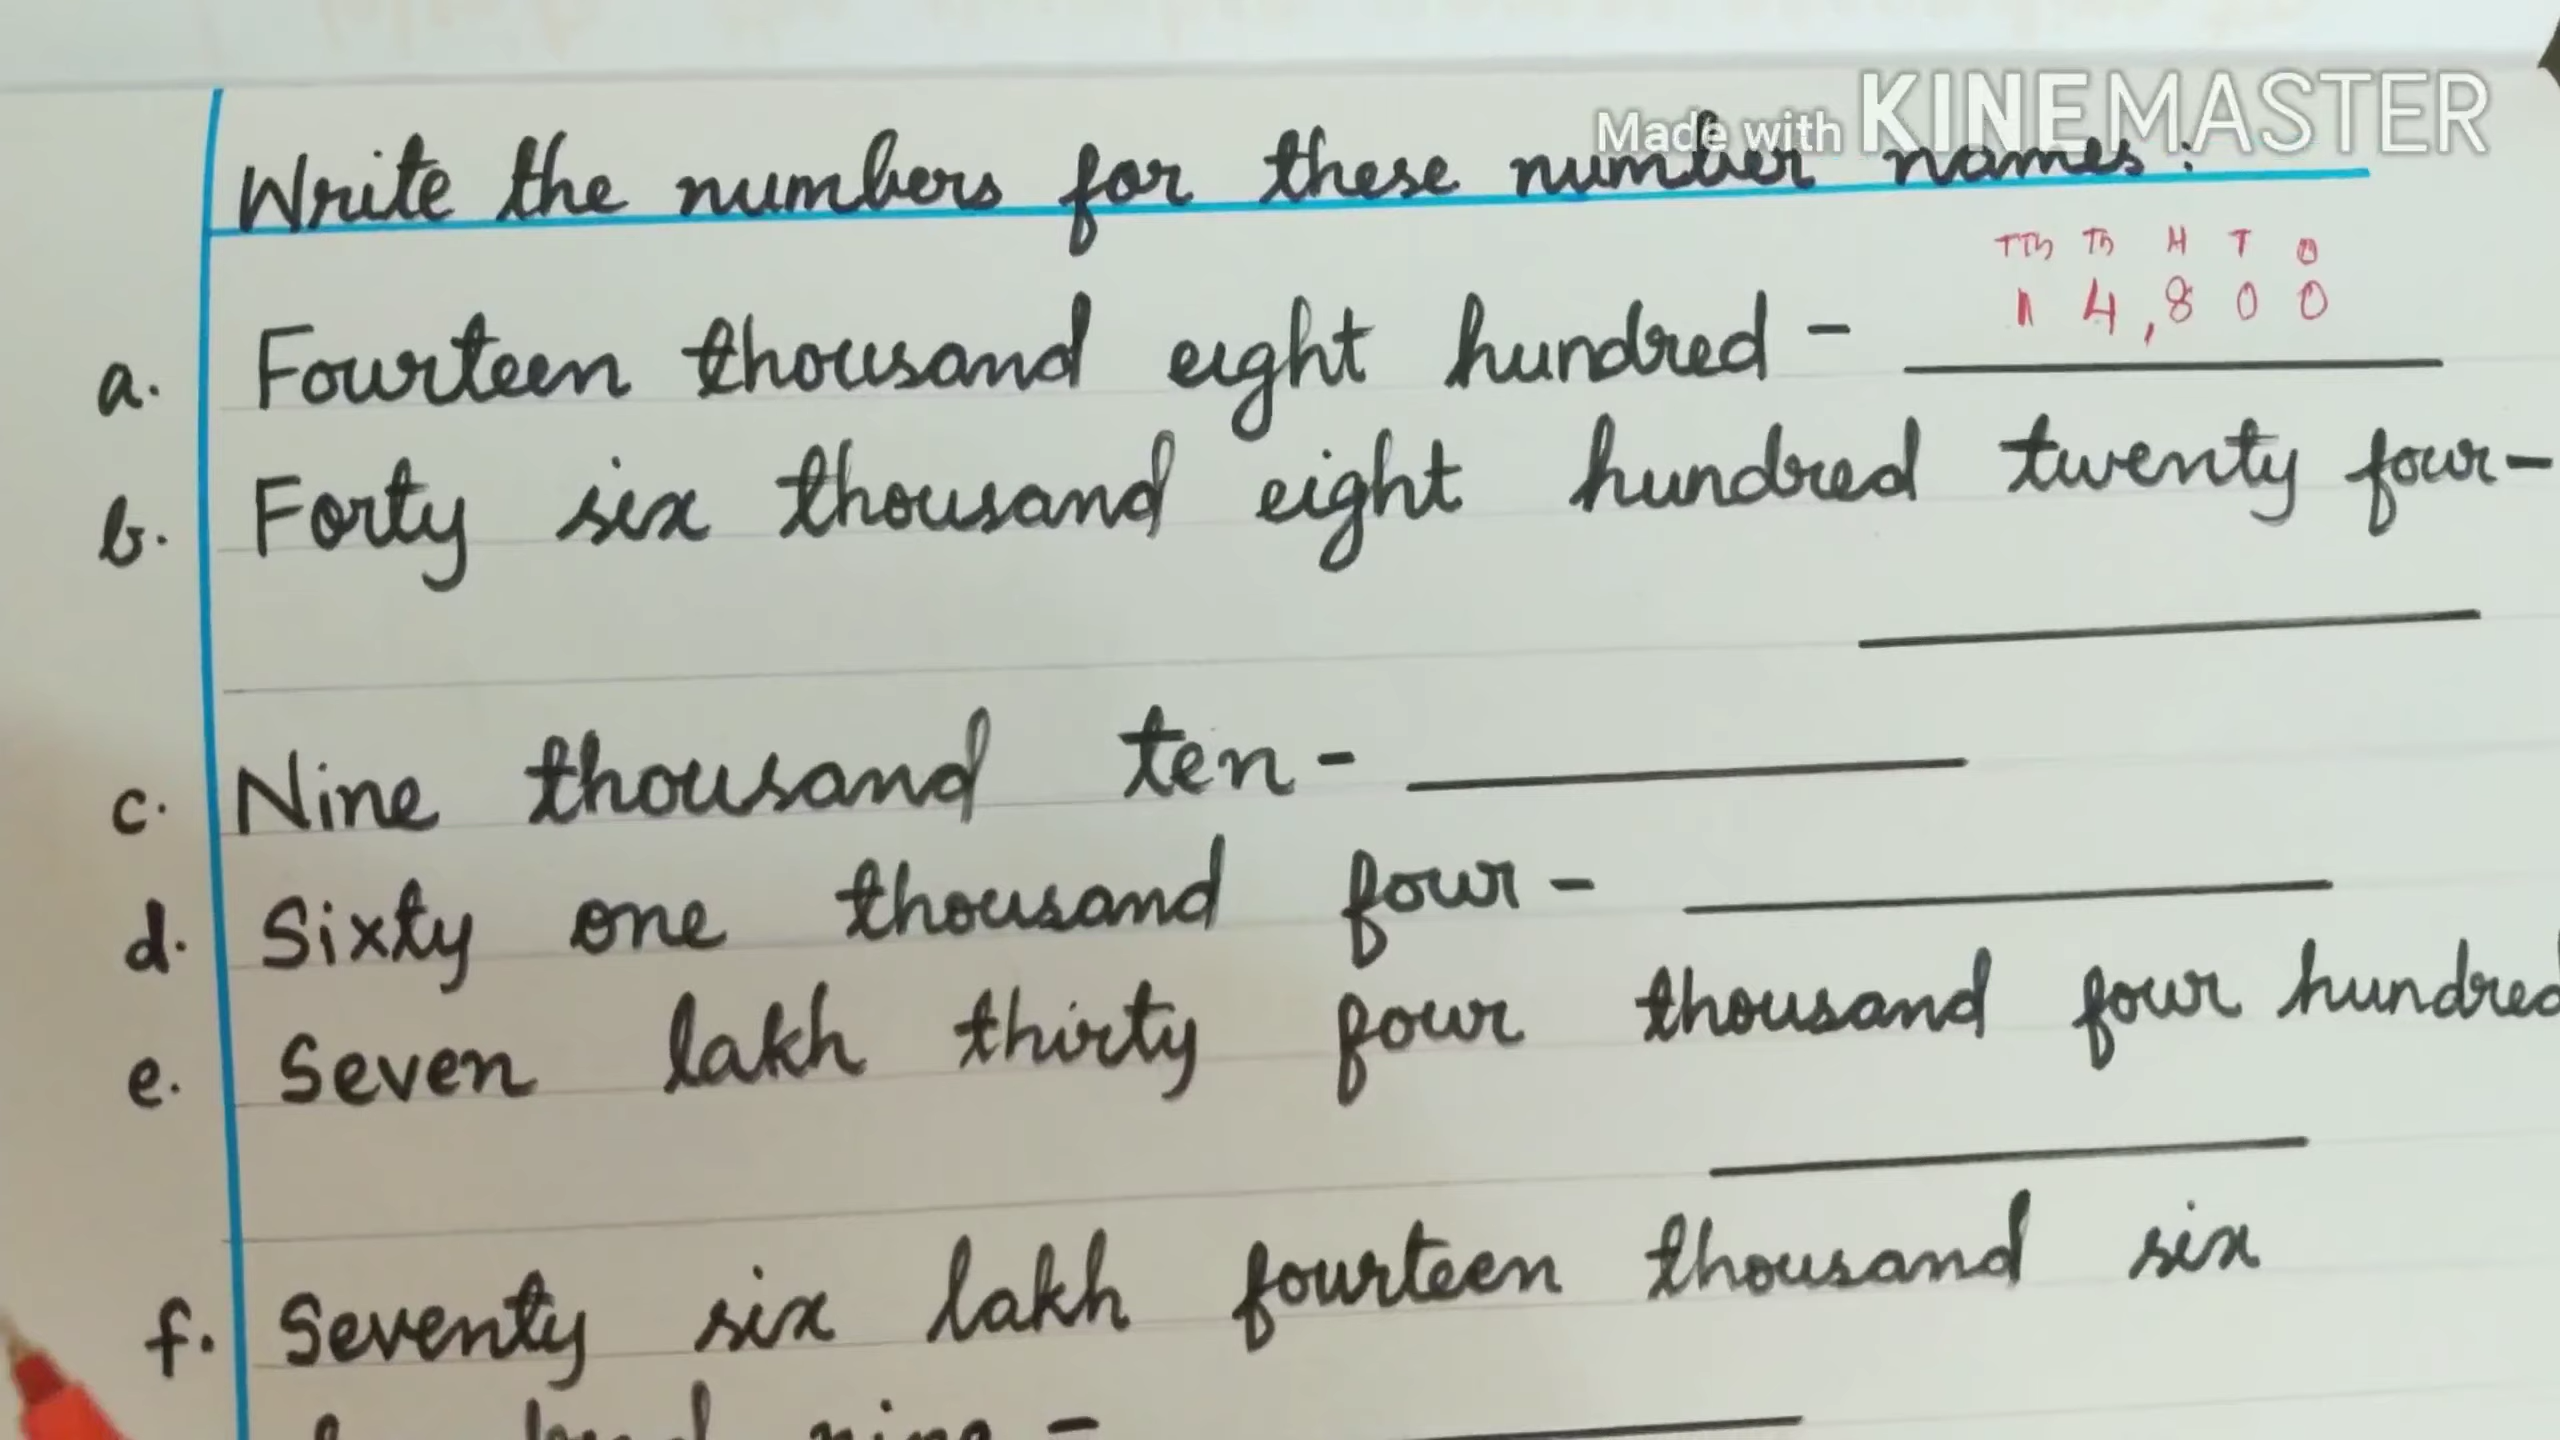 Made with KINEMASTER
Write the numbers for these number names:
TTh Th H T O
1 4,8 0 0
a. Fourteen thousand eight hundred -
b. Forty six thousand eight hundred twenty four-
c. Nine thousand ten -
d. Sixty one thousand four -
e. Seven lakh thirty four thousand four hundred
f. Seventy six lakh fourteen thousand six
nine -